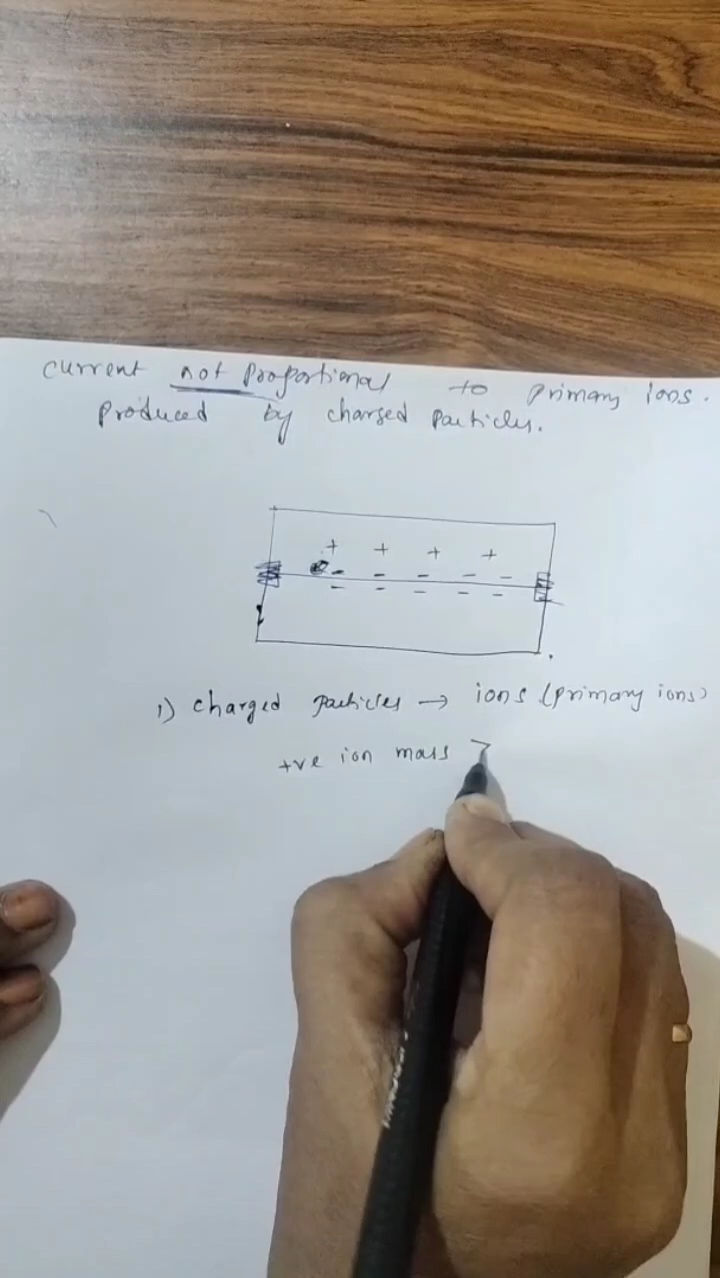 current not proportional to primary ions.
produced by charged particles.
+ + + +
- - - - -
- - - - -
1) charged particles → ions (primary ions)
+ve ion mass >